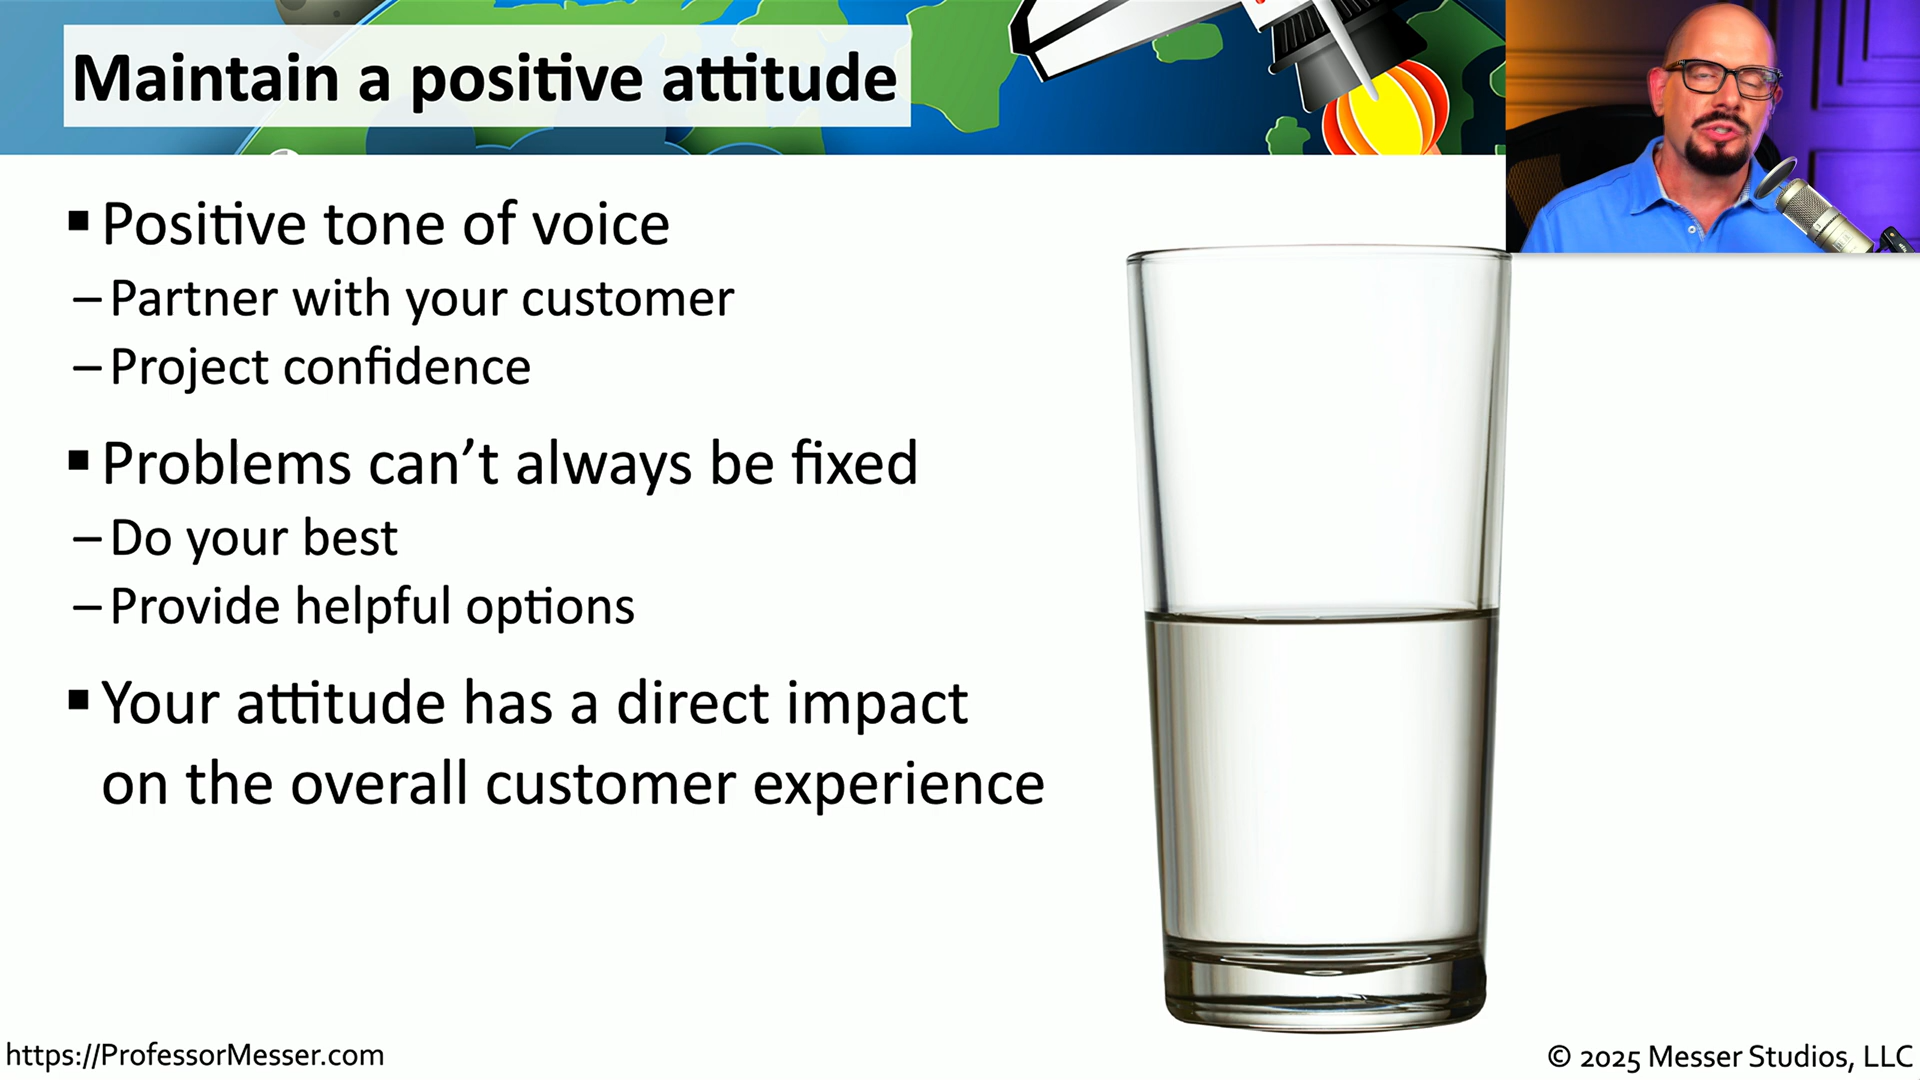 Maintain a positive attitude
▪ Positive tone of voice
– Partner with your customer
– Project confidence
▪ Problems can’t always be fixed
– Do your best
– Provide helpful options
▪ Your attitude has a direct impact
on the overall customer experience
https://ProfessorMesser.com
© 2025 Messer Studios, LLC